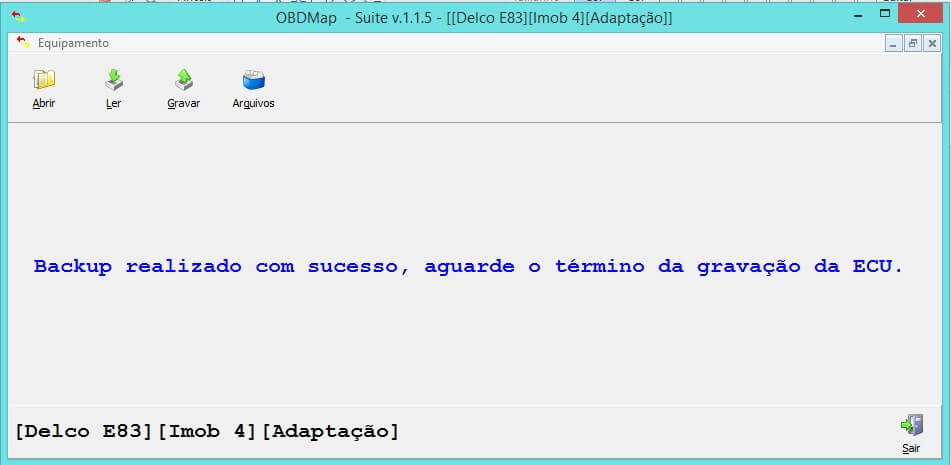 OBDMap - Suite v.1.1.5 - [[Delco E83][Imob 4][Adaptação]]
Equipamento
Abrir Ler Gravar Arquivos
Backup realizado com sucesso, aguarde o término da gravação da ECU.
[Delco E83][Imob 4][Adaptação]
Sair